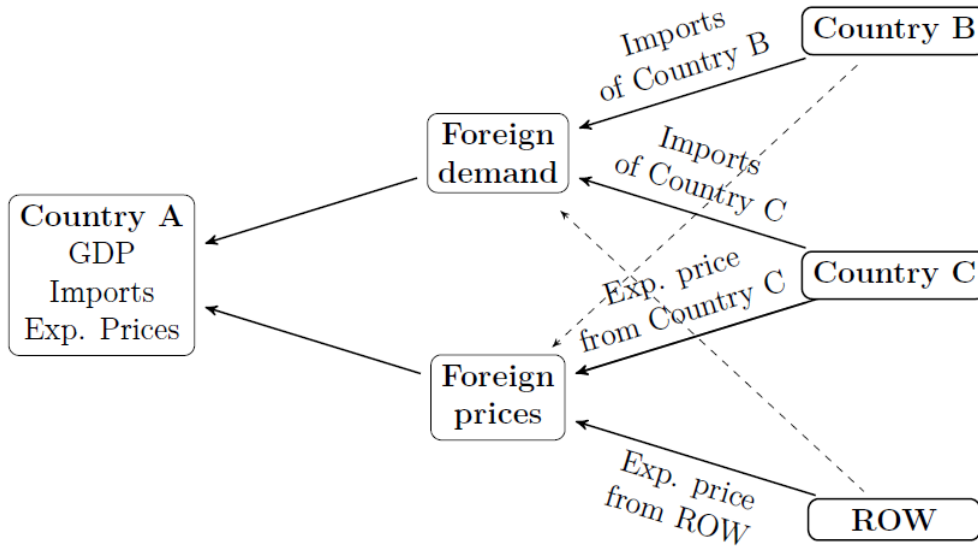 Imports
of Country B
Country B
Foreign
demand
Imports
of Country C
Country A
GDP
Imports
Exp. Prices
Exp. price
from Country C
Country C
Foreign
prices
Exp. price
from ROW
ROW